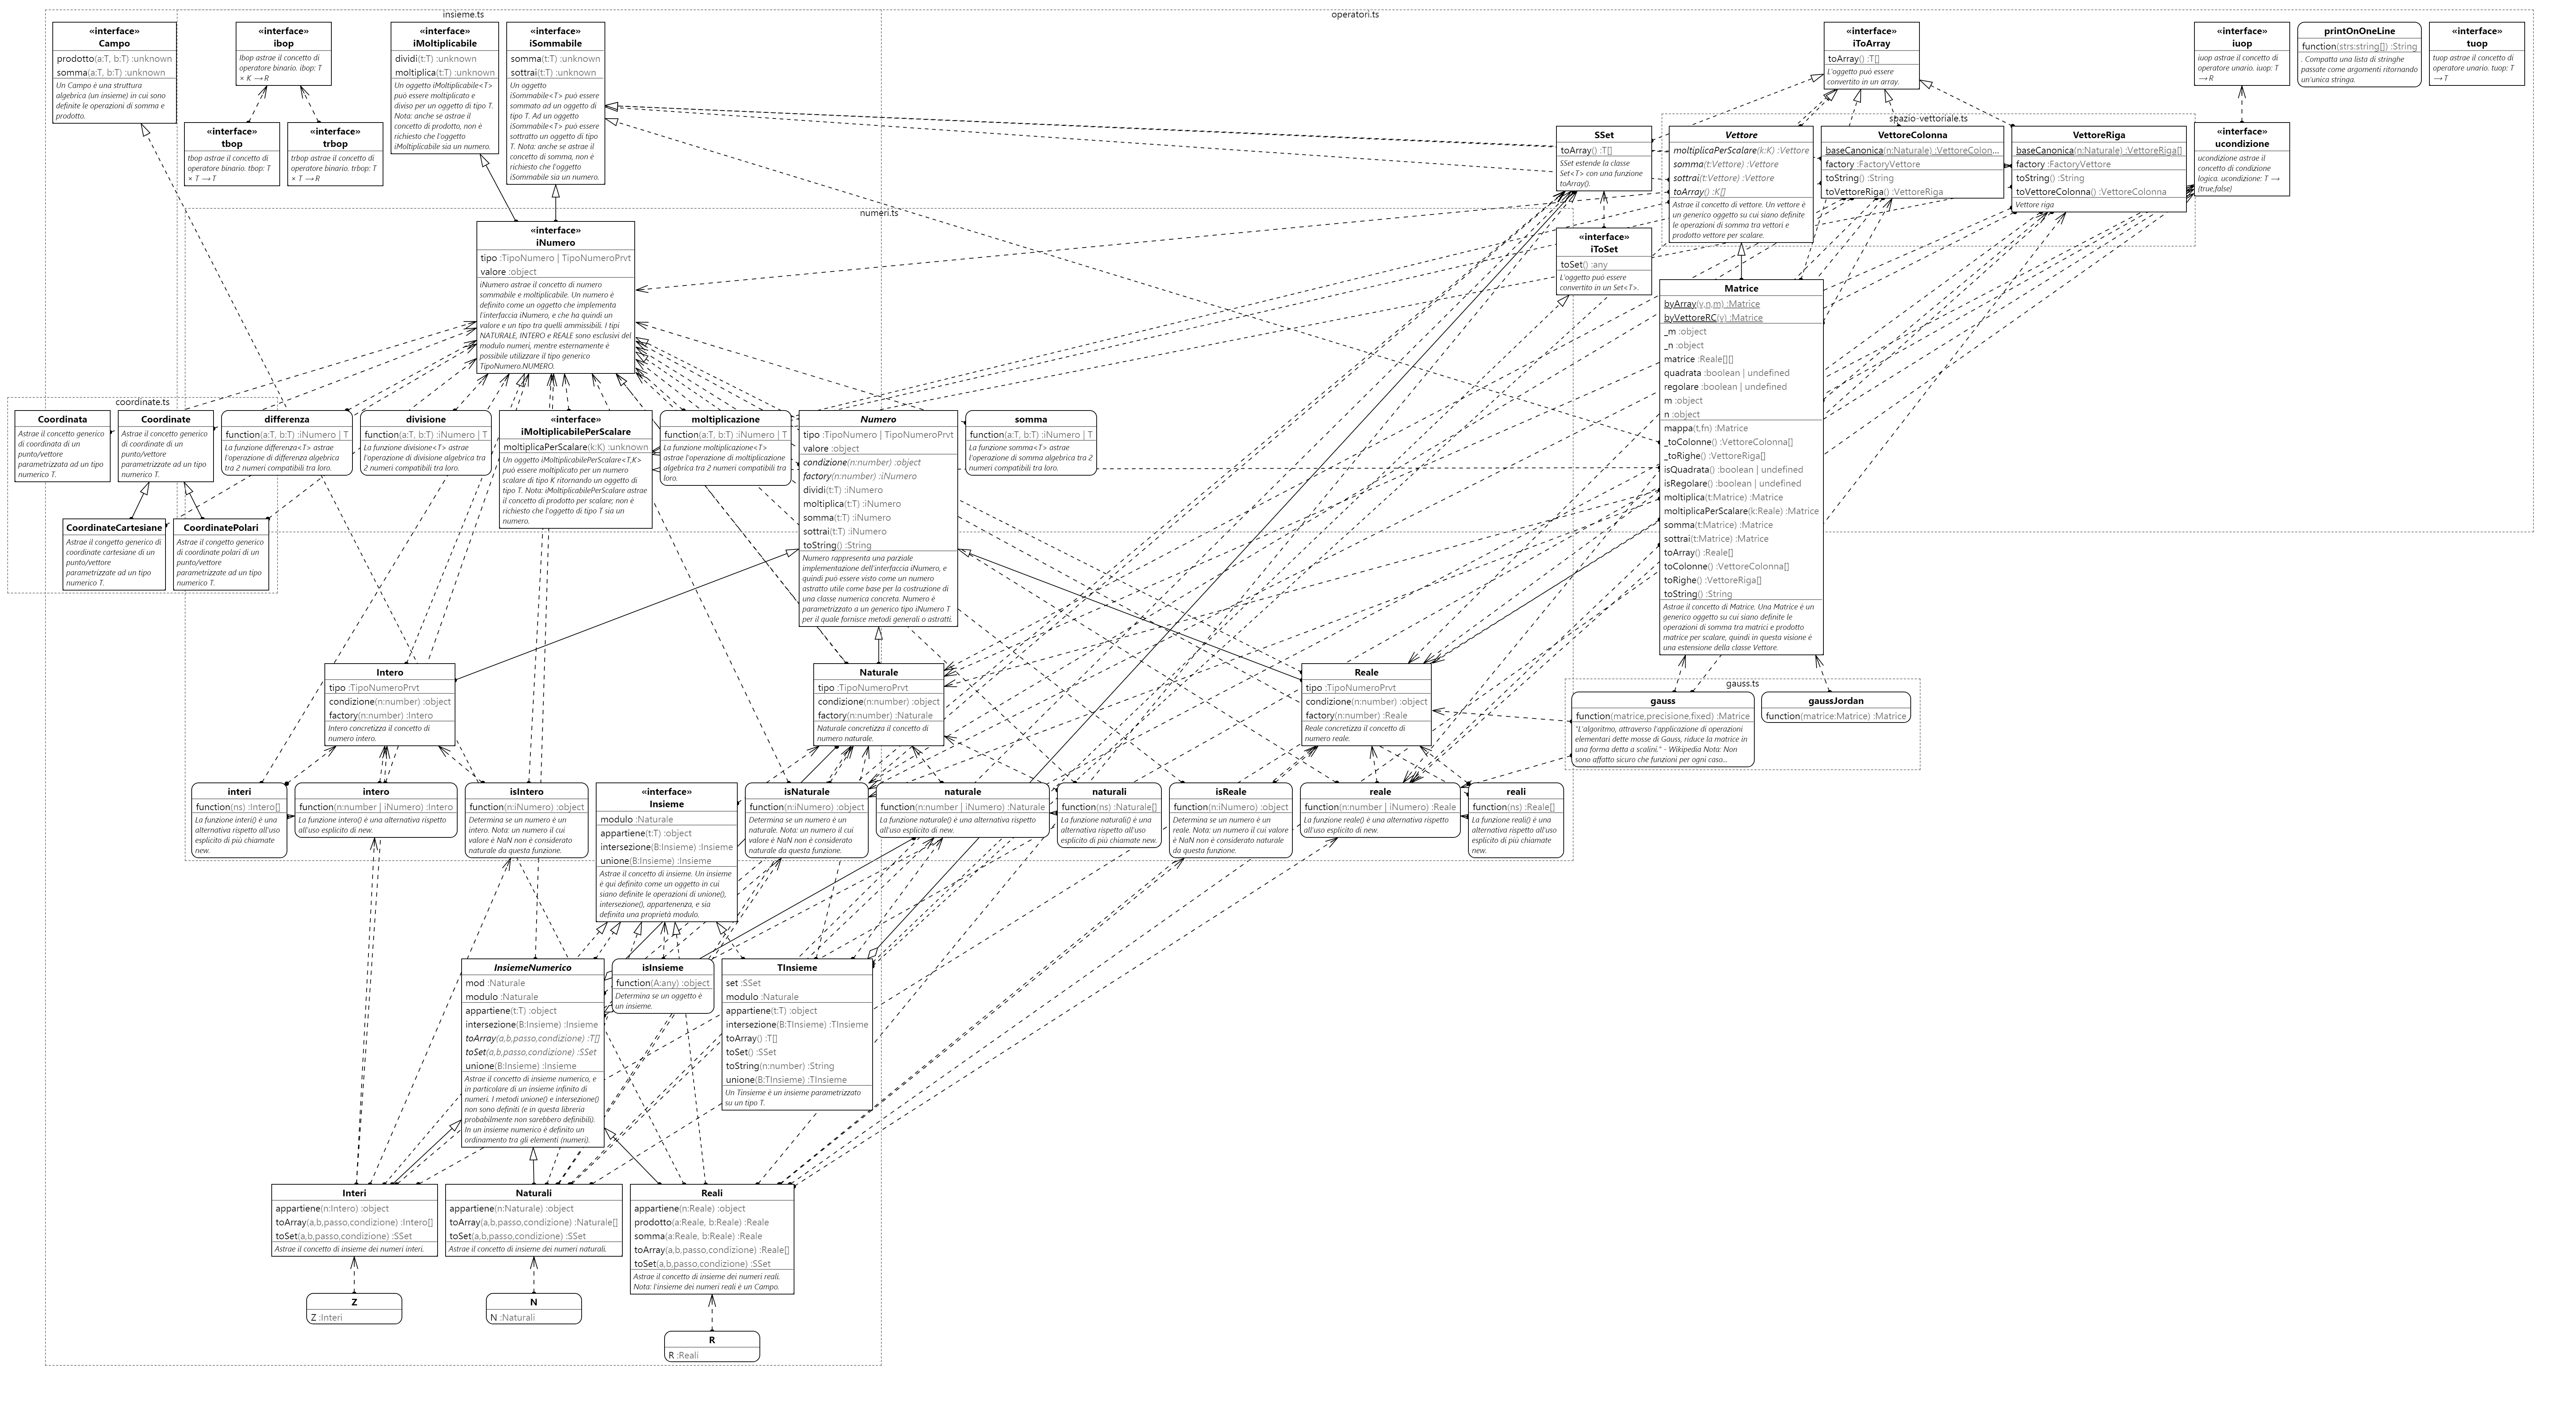 insieme.ts
operatori.ts
«interface»
Campo
prodotto(a:T, b:T) :unknown
somma(a:T, b:T) :unknown
Un Campo è una struttura
algebrica (un insieme) in cui sono
definite le operazioni di somma e
prodotto.
«interface»
ibop
Ibop astrae il concetto di
operatore binario. ibop: T
× K ⟶ R
«interface»
tbop
tbop astrae il concetto di
operatore binario. tbop: T
× T ⟶ T
«interface»
trbop
trbop astrae il concetto di
operatore binario. trbop: T
× T ⟶ R
«interface»
iMoltiplicabile
dividi(t:T) :unknown
moltiplica(t:T) :unknown
Un oggetto iMoltiplicabile<T>
può essere moltiplicato e
diviso per un oggetto di tipo T.
Nota: anche se astrae il
concetto di prodotto, non è
richiesto che l'oggetto
iMoltiplicabile sia un numero.
«interface»
iSommabile
somma(t:T) :unknown
sottrai(t:T) :unknown
Un oggetto
iSommabile<T> può essere
sommato ad un oggetto di
tipo T. Ad un oggetto
iSommabile<T> può essere
sottratto un oggetto di tipo
T. Nota: anche se astrae il
concetto di somma, non è
richiesto che l'oggetto
iSommabile sia un numero.
«interface»
iToArray
toArray() :T[]
L'oggetto può essere
convertito in un array.
«interface»
iuop
iuop astrae il concetto di
operatore unario. iuop: T
⟶ R
printOnOneLine
function(strs:string[]) :String
. Compatta una lista di stringhe
passate come argomenti ritornando
un'unica stringa.
«interface»
tuop
tuop astrae il concetto di
operatore unario. tuop: T
⟶ T
SSet
toArray() :T[]
SSet estende la classe
Set<T> con una funzione
toArray().
spazio-vettoriale.ts
Vettore
moltiplicaPerScalare(k:K) :Vettore
somma(t:Vettore) :Vettore
sottrai(t:Vettore) :Vettore
toArray() :K[]
Astrae il concetto di vettore. Un vettore è
un generico oggetto su cui siano definite
le operazioni di somma tra vettori e
prodotto vettore per scalare.
VettoreColonna
baseCanonica(n:Naturale) :VettoreColon...
factory :FactoryVettore
toString() :String
toVettoreRiga() :VettoreRiga
VettoreRiga
baseCanonica(n:Naturale) :VettoreRiga[]
factory :FactoryVettore
toString() :String
toVettoreColonna() :VettoreColonna
Vettore riga
«interface»
ucondizione
ucondizione astrae il
concetto di condizione
logica. ucondizione: T ⟶
{true,false}
numeri.ts
«interface»
iNumero
tipo :TipoNumero | TipoNumeroPrvt
valore :object
iNumero astrae il concetto di numero
sommabile e moltiplicabile. Un numero è
definito come un oggetto che implementa
l'interfaccia iNumero, e che ha quindi un
valore e un tipo tra quelli ammissibili. I tipi
NATURALE, INTERO e REALE sono esclusivi del
modulo numeri, mentre esternamente è
possibile utilizzare il tipo generico
TipoNumero.NUMERO.
«interface»
iToSet
toSet() :any
L'oggetto può essere
convertito in un Set<T>.
Matrice
byArray(v,n,m) :Matrice
byVettoreRC(v) :Matrice
_m :object
_n :object
matrice :Reale[][]
quadrata :boolean | undefined
regolare :boolean | undefined
m :object
n :object
mappa(t,fn) :Matrice
_toColonne() :VettoreColonna[]
_toRighe() :VettoreRiga[]
isQuadrata() :boolean | undefined
isRegolare() :boolean | undefined
moltiplica(t:Matrice) :Matrice
moltiplicaPerScalare(k:Reale) :Matrice
somma(t:Matrice) :Matrice
sottrai(t:Matrice) :Matrice
toArray() :Reale[]
toColonne() :VettoreColonna[]
toRighe() :VettoreRiga[]
toString() :String
Astrae il concetto di Matrice. Una Matrice è un
generico oggetto su cui siano definite le
operazioni di somma tra matrici e prodotto
matrice per scalare, quindi in questa visione è
una estensione della classe Vettore.
coordinate.ts
Coordinata
Astrae il concetto generico
di coordinata di un
punto/vettore
parametrizzata ad un tipo
numerico T.
Coordinate
Astrae il concetto generico
di coordinate di un
punto/vettore
parametrizzate ad un tipo
numerico T.
CoordinateCartesiane
Astrae il congetto generico di
coordinate cartesiane di un
punto/vettore
parametrizzate ad un tipo
numerico T.
CoordinatePolari
Astrae il congetto generico
di coordinate polari di un
punto/vettore
parametrizzate ad un tipo
numerico T.
differenza
function(a:T, b:T) :iNumero | T
La funzione differenza<T> astrae
l'operazione di differenza algebrica
tra 2 numeri compatibili tra loro.
divisione
function(a:T, b:T) :iNumero | T
La funzione divisione<T> astrae
l'operazione di divisione algebrica tra
2 numeri compatibili tra loro.
«interface»
iMoltiplicabilePerScalare
moltiplicaPerScalare(k:K) :unknown
Un oggetto iMoltiplicabilePerScalare<T,K>
può essere moltiplicato per un numero
scalare di tipo K ritornando un oggetto di
tipo T. Nota: iMoltiplicabilePerScalare astrae
il concetto di prodotto per scalare; non è
richiesto che l'oggetto di tipo T sia un
numero.
moltiplicazione
function(a:T, b:T) :iNumero | T
La funzione moltiplicazione<T>
astrae l'operazione di moltiplicazione
algebrica tra 2 numeri compatibili tra
loro.
Numero
tipo :TipoNumero | TipoNumeroPrvt
valore :object
condizione(n:number) :object
factory(n:number) :iNumero
dividi(t:T) :iNumero
moltiplica(t:T) :iNumero
somma(t:T) :iNumero
sottrai(t:T) :iNumero
toString() :String
Numero rappresenta una parziale
implementazione dell'interfaccia iNumero, e
quindi può essere visto come un numero
astratto utile come base per la costruzione di
una classe numerica concreta. Numero è
parametrizzato a un generico tipo iNumero T
per il quale fornisce metodi generali o astratti.
somma
function(a:T, b:T) :iNumero | T
La funzione somma<T> astrae
l'operazione di somma algebrica tra 2
numeri compatibili tra loro.
Intero
tipo :TipoNumeroPrvt
condizione(n:number) :object
factory(n:number) :Intero
Intero concretizza il concetto di
numero intero.
Naturale
tipo :TipoNumeroPrvt
condizione(n:number) :object
factory(n:number) :Naturale
Naturale concretizza il concetto di
numero naturale.
Reale
tipo :TipoNumeroPrvt
condizione(n:number) :object
factory(n:number) :Reale
Reale concretizza il concetto di
numero reale.
gauss.ts
gauss
function(matrice,precisione,fixed) :Matrice
"L'algoritmo, attraverso l'applicazione di operazioni
elementari dette mosse di Gauss, riduce la matrice in
una forma detta a scalini." - Wikipedia Nota: Non
sono affatto sicuro che funzioni per ogni caso...
gaussJordan
function(matrice:Matrice) :Matrice
interi
function(ns) :Intero[]
La funzione interi() è una
alternativa rispetto all'uso
esplicito di più chiamate
new.
intero
function(n:number | iNumero) :Intero
La funzione intero() è una alternativa rispetto
all'uso esplicito di new.
isIntero
function(n:iNumero) :object
Determina se un numero è un
intero. Nota: un numero il cui
valore è NaN non è considerato
naturale da questa funzione.
«interface»
Insieme
modulo :Naturale
appartiene(t:T) :object
intersezione(B:Insieme) :Insieme
unione(B:Insieme) :Insieme
Astrae il concetto di insieme. Un insieme
è qui definito come un oggetto in cui
siano definite le operazioni di unione(),
intersezione(), appartenenza, e sia
definita una proprietà modulo.
isNaturale
function(n:iNumero) :object
Determina se un numero è un
naturale. Nota: un numero il cui
valore è NaN non è considerato
naturale da questa funzione.
naturale
function(n:number | iNumero) :Naturale
La funzione naturale() è una alternativa rispetto
all'uso esplicito di new.
naturali
function(ns) :Naturale[]
La funzione naturali() è una
alternativa rispetto all'uso
esplicito di più chiamate new.
isReale
function(n:iNumero) :object
Determina se un numero è un
reale. Nota: un numero il cui valore
è NaN non è considerato naturale
da questa funzione.
reale
function(n:number | iNumero) :Reale
La funzione reale() è una alternativa rispetto
all'uso esplicito di new.
reali
function(ns) :Reale[]
La funzione reali() è una
alternativa rispetto all'uso
esplicito di più chiamate
new.
InsiemeNumerico
mod :Naturale
modulo :Naturale
appartiene(t:T) :object
intersezione(B:Insieme) :Insieme
toArray(a,b,passo,condizione) :T[]
toSet(a,b,passo,condizione) :SSet
unione(B:Insieme) :Insieme
Astrae il concetto di insieme numerico, e
in particolare di un insieme infinito di
numeri. I metodi unione() e intersezione()
non sono definiti (e in questa libreria
probabilmente non sarebbero definibili).
In un insieme numerico è definito un
ordinamento tra gli elementi (numeri).
isInsieme
function(A:any) :object
Determina se un oggetto è
un insieme.
TInsieme
set :SSet
modulo :Naturale
appartiene(t:T) :object
intersezione(B:TInsieme) :TInsieme
toArray() :T[]
toSet() :SSet
toString(n:number) :String
unione(B:TInsieme) :TInsieme
Un Tinsieme è un insieme parametrizzato
su un tipo T.
Interi
appartiene(n:Intero) :object
toArray(a,b,passo,condizione) :Intero[]
toSet(a,b,passo,condizione) :SSet
Astrae il concetto di insieme dei numeri interi.
Naturali
appartiene(n:Naturale) :object
toArray(a,b,passo,condizione) :Naturale[]
toSet(a,b,passo,condizione) :SSet
Astrae il concetto di insieme dei numeri naturali.
Reali
appartiene(n:Reale) :object
prodotto(a:Reale, b:Reale) :Reale
somma(a:Reale, b:Reale) :Reale
toArray(a,b,passo,condizione) :Reale[]
toSet(a,b,passo,condizione) :SSet
Astrae il concetto di insieme dei numeri reali.
Nota: l'insieme dei numeri reali è un Campo.
Z
Z :Interi
N
N :Naturali
R
R :Reali